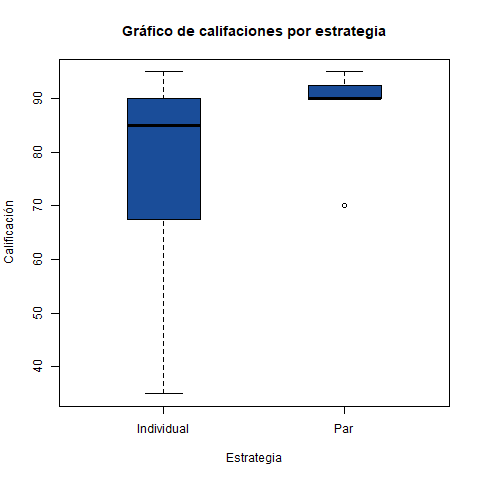 Gráfico de califaciones por estrategia
Calificación
90
80
70
60
50
40
Individual
Par
Estrategia